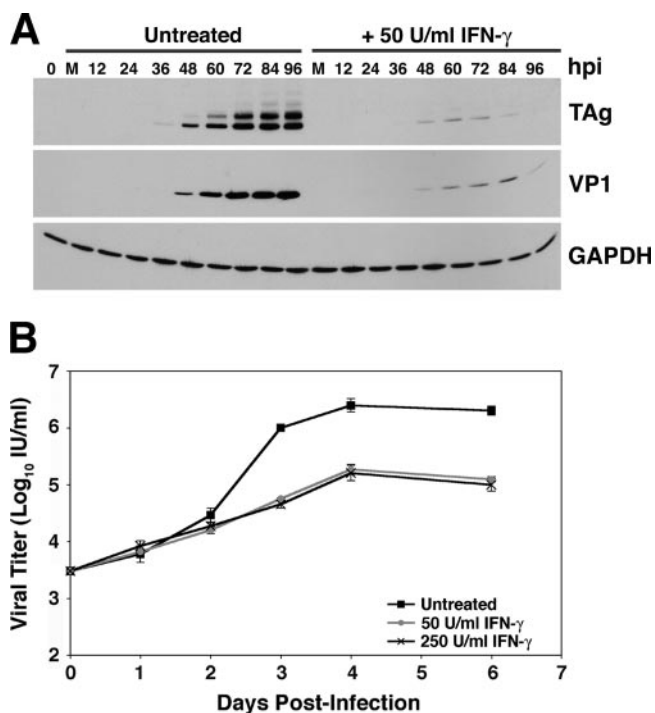 A
Untreated + 50 U/ml IFN-γ
0 M 12 24 36 48 60 72 84 96 M 12 24 36 48 60 72 84 96 hpi
TAg
VP1
GAPDH
B
Viral Titer (Log10 IU/ml)
7
6
5
4
3
2
Untreated
50 U/ml IFN-γ
250 U/ml IFN-γ
0 1 2 3 4 5 6 7
Days Post-Infection